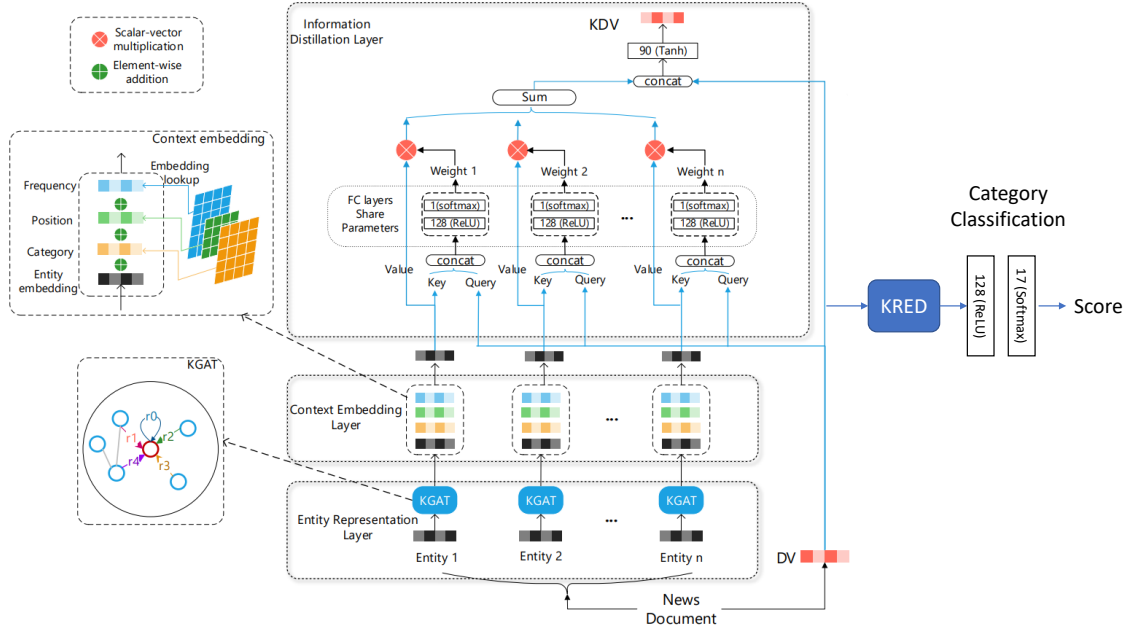 Scalar-vector
multiplication
Element-wise
addition
Information
Distillation Layer
KDV
90 (Tanh)
concat
Sum
Context embedding
Embedding
lookup
Frequency
Position
Category
Entity
embedding
Weight 1
Weight 2
Weight n
FC layers
Share
Parameters
1(softmax)
128 (ReLU)
1(softmax)
128 (ReLU)
...
1(softmax)
128 (ReLU)
concat
concat
concat
Value
Key
Query
Value
Key
Query
Value
Key
Query
Category
Classification
KRED
128 (ReLU)
17 (Softmax)
Score
KGAT
r0
r1
r2
r3
r4
Context Embedding
Layer
...
KGAT
KGAT
KGAT
Entity Representation
Layer
...
Entity 1
Entity 2
Entity n
DV
News
Document